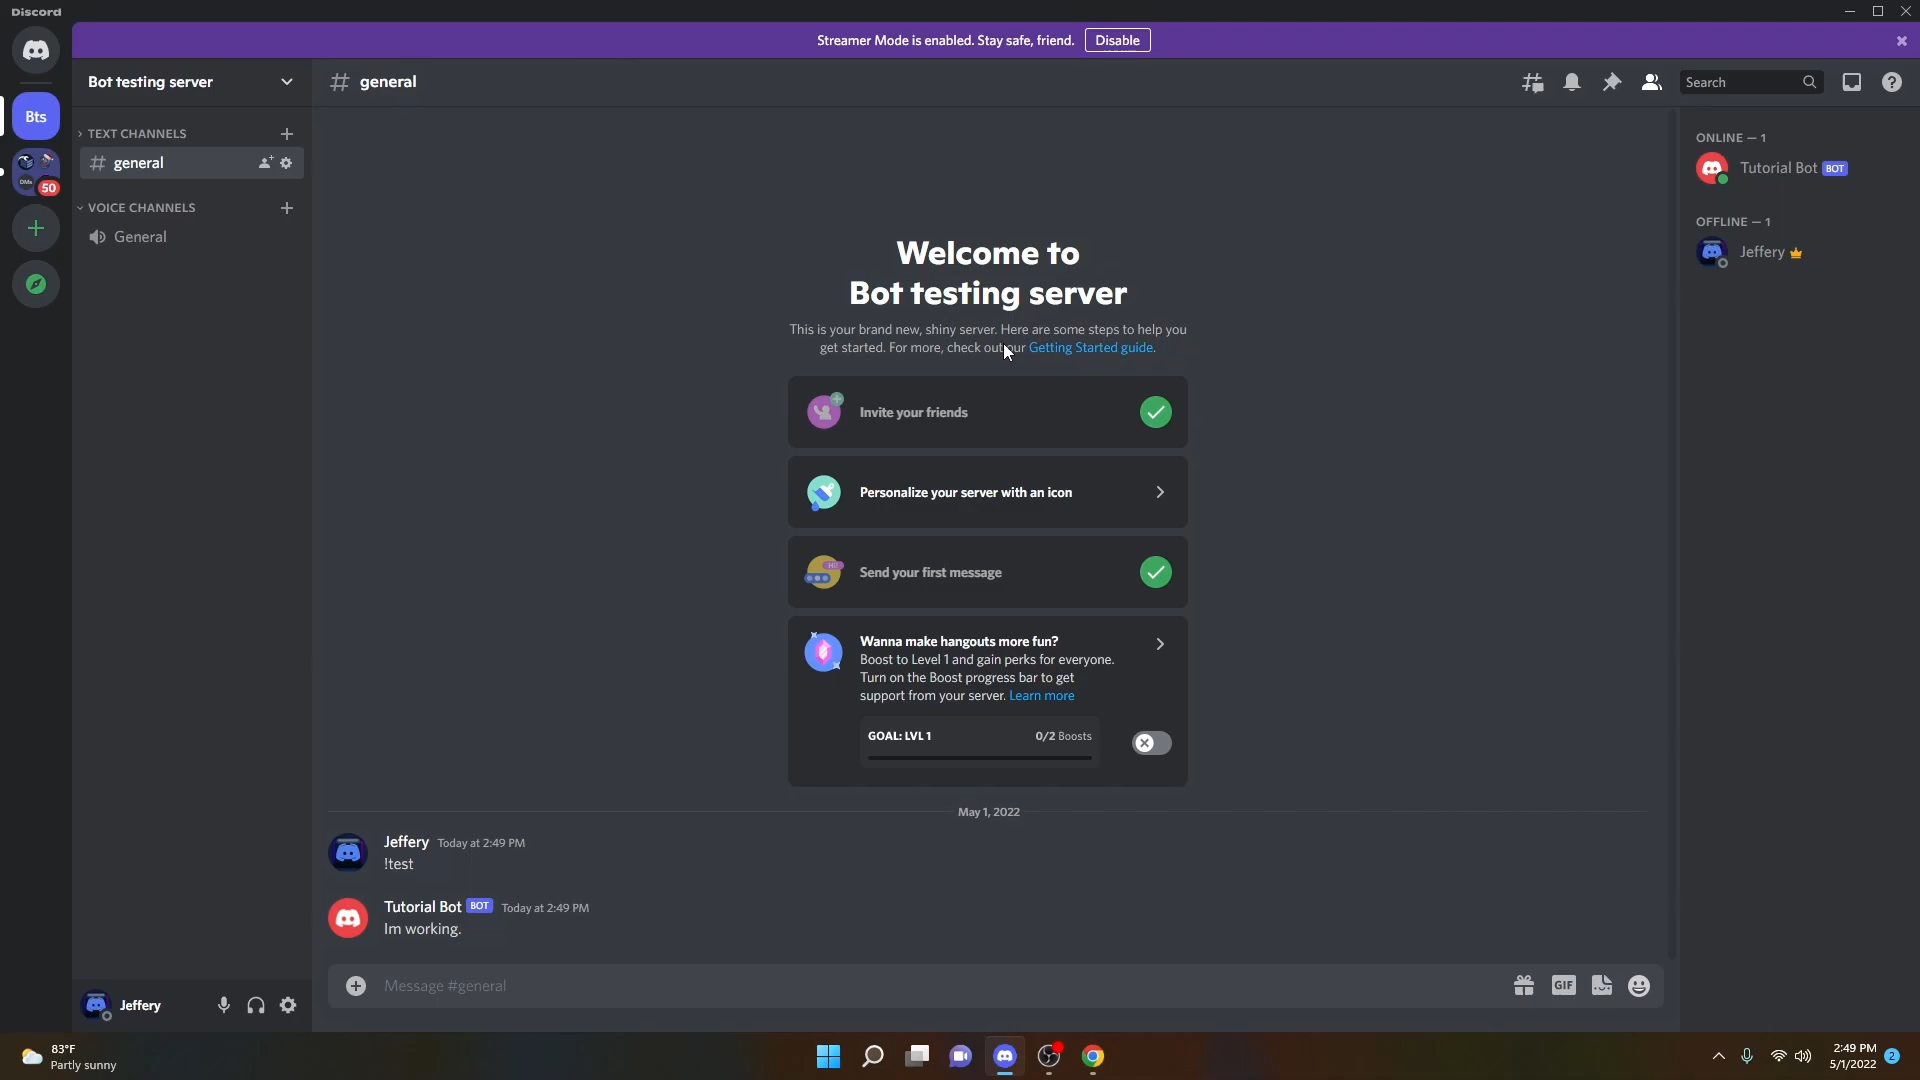 Discord
Streamer Mode is enabled. Stay safe, friend.
Disable
Bot testing server
general
Search
Bts
50
TEXT CHANNELS
general
VOICE CHANNELS
General
ONLINE — 1
Tutorial Bot BOT
OFFLINE — 1
Jeffery
Welcome to
Bot testing server
This is your brand new, shiny server. Here are some steps to help you
get started. For more, check out our Getting Started guide.
Invite your friends
Personalize your server with an icon
Send your first message
Wanna make hangouts more fun?
Boost to Level 1 and gain perks for everyone.
Turn on the Boost progress bar to get
support from your server. Learn more
GOAL: LVL 1
0/2 Boosts
May 1, 2022
Jeffery Today at 2:49 PM
!test
Tutorial Bot BOT Today at 2:49 PM
Im working.
Message #general
GIF
Jeffery
83°F
Partly sunny
2:49 PM
5/1/2022
2